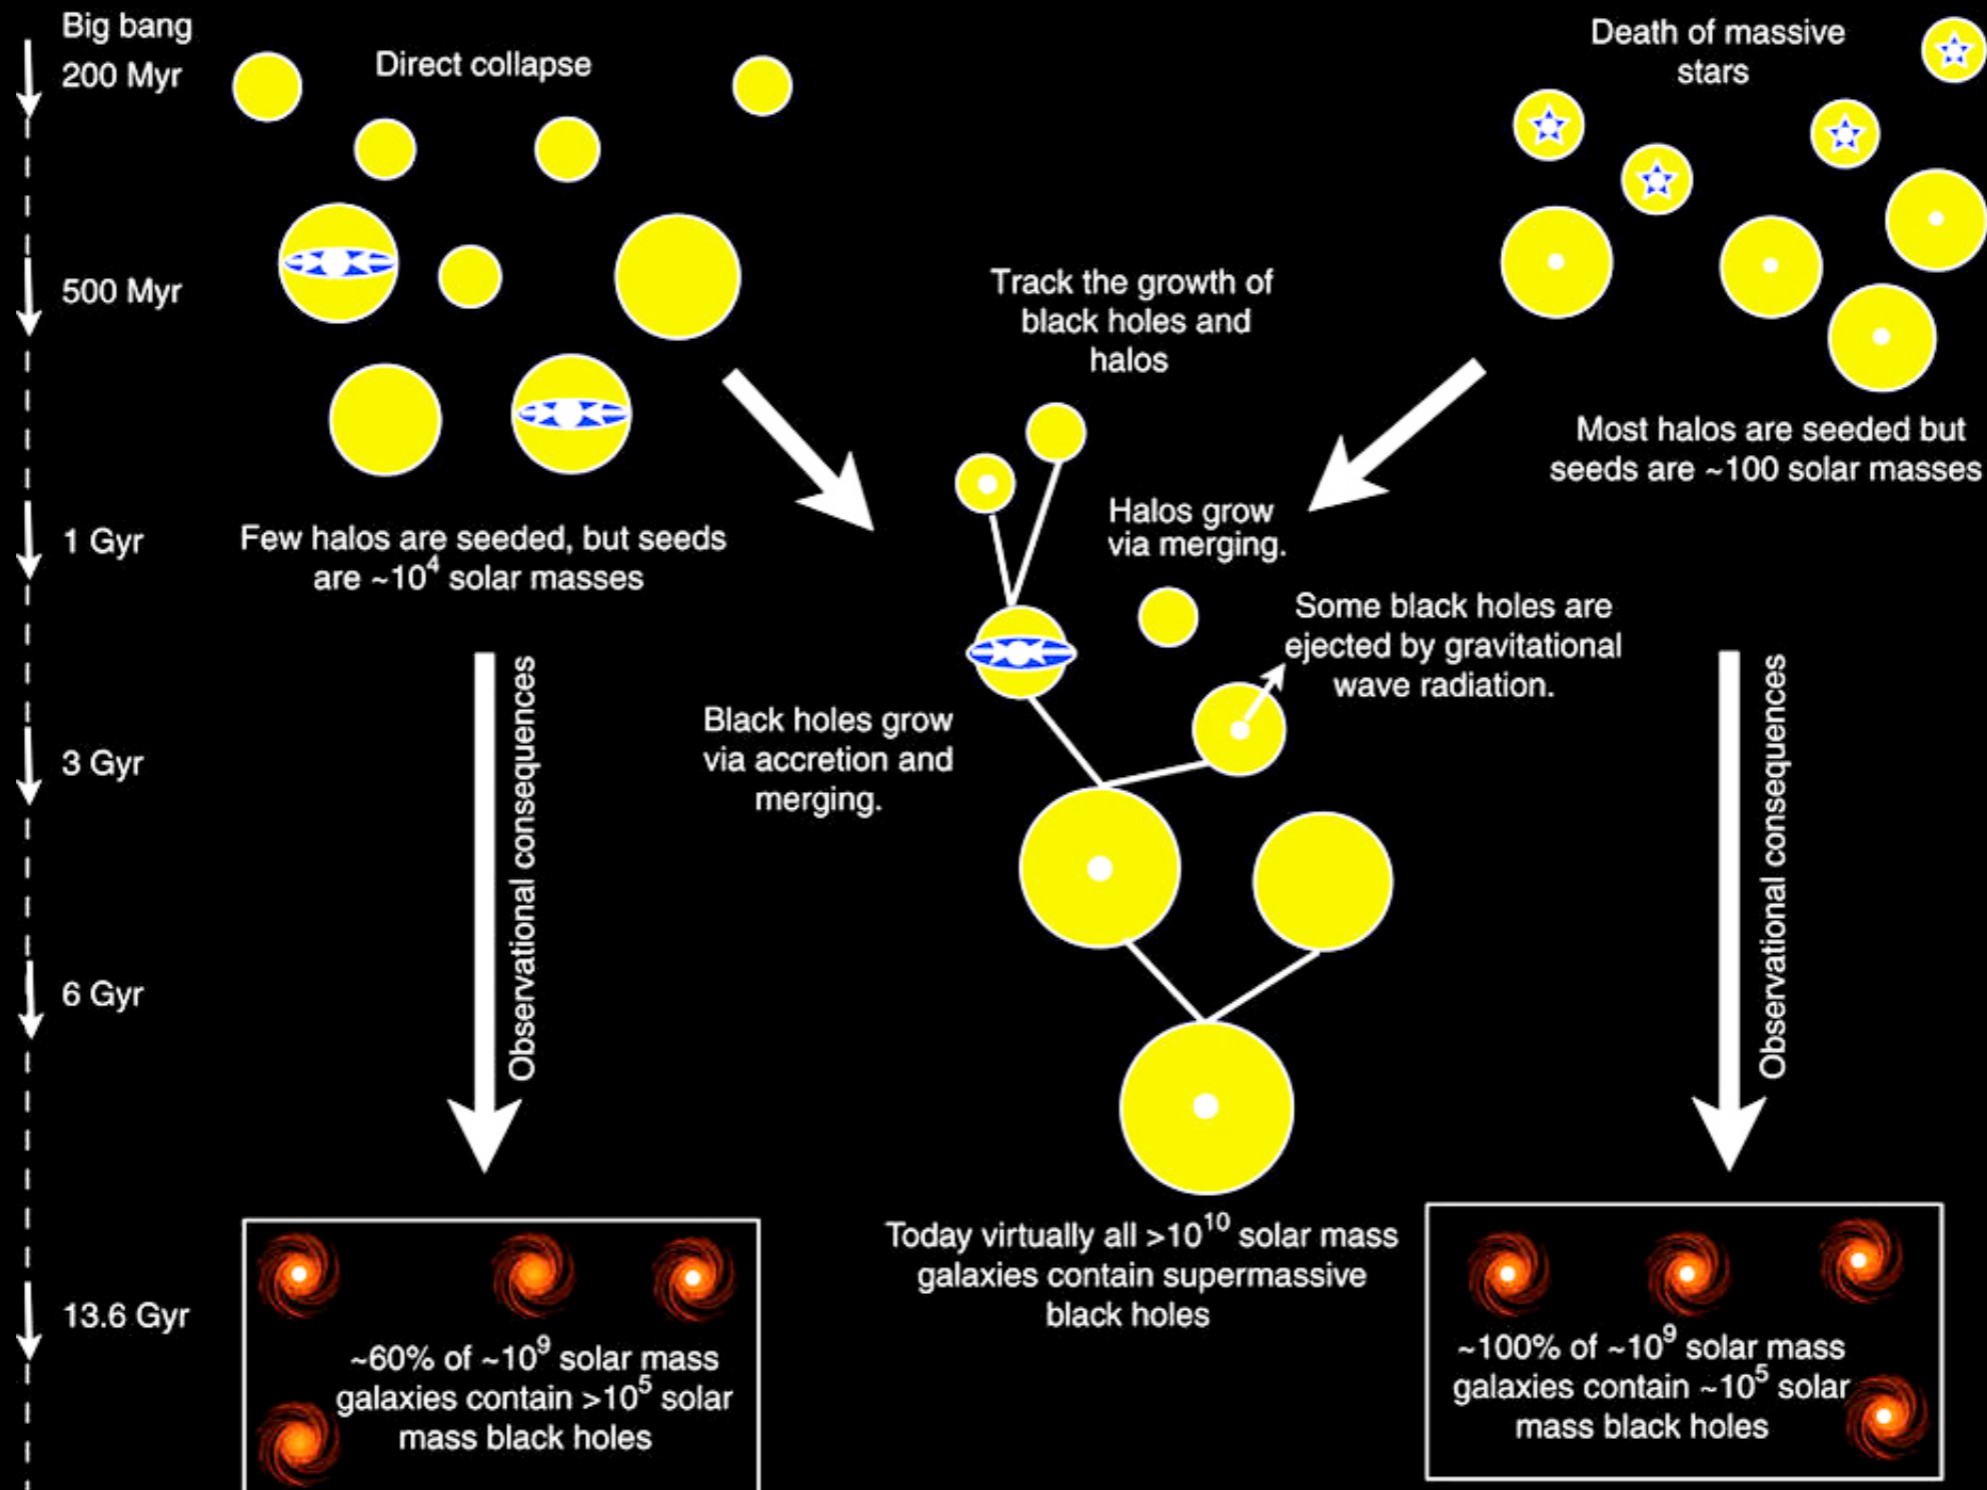 Big bang
200 Myr
500 Myr
1 Gyr
3 Gyr
6 Gyr
13.6 Gyr
Direct collapse
Few halos are seeded, but seeds
are ~10⁴ solar masses
Observational consequences
~60% of ~10⁹ solar mass
galaxies contain >10⁵ solar
mass black holes
Track the growth of
black holes and
halos
Halos grow
via merging.
Some black holes are
ejected by gravitational
wave radiation.
Black holes grow
via accretion and
merging.
Today virtually all >10¹⁰ solar mass
galaxies contain supermassive
black holes
Death of massive
stars
Most halos are seeded but
seeds are ~100 solar masses
Observational consequences
~100% of ~10⁹ solar mass
galaxies contain ~10⁵ solar
mass black holes